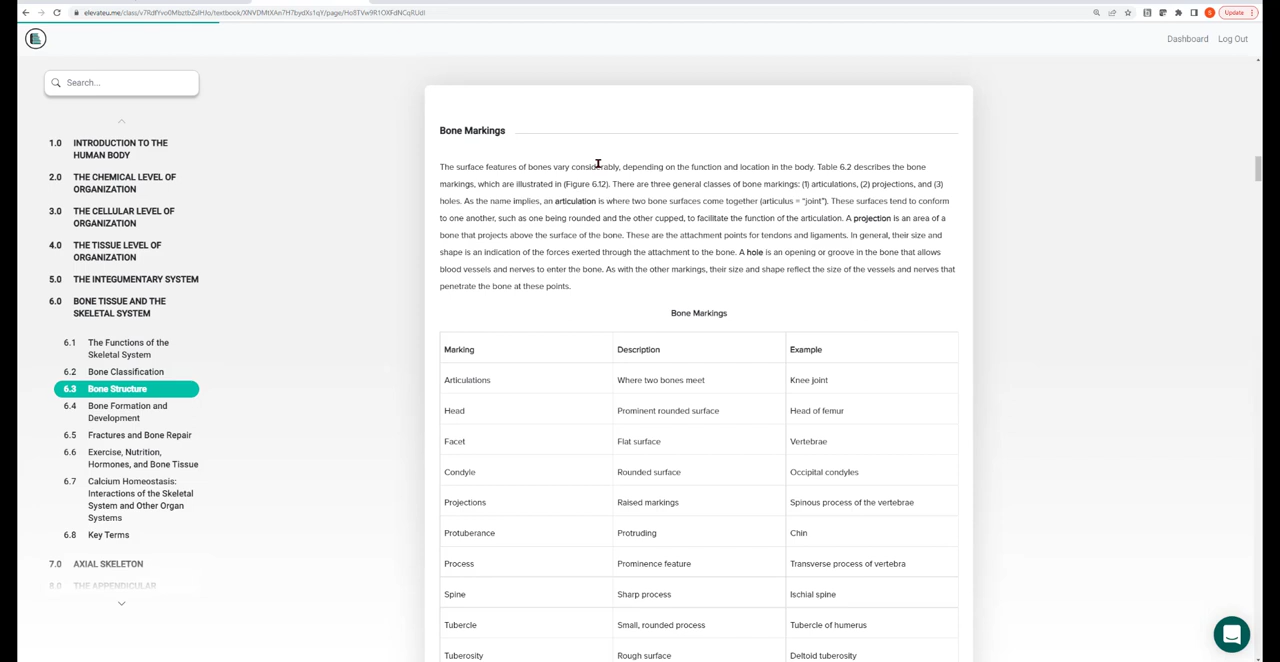 elevateu.me/class/v7RdfYvo0MbztbZslHJo/textbook/XNVDMtXAn7H7bydXs1qY/page/Ho8TVw9R1OXFdNCqRUdI
S
Update
Dashboard
Log Out
Search...
1.0 INTRODUCTION TO THE
HUMAN BODY
2.0 THE CHEMICAL LEVEL OF
ORGANIZATION
3.0 THE CELLULAR LEVEL OF
ORGANIZATION
4.0 THE TISSUE LEVEL OF
ORGANIZATION
5.0 THE INTEGUMENTARY SYSTEM
6.0 BONE TISSUE AND THE
SKELETAL SYSTEM
6.1 The Functions of the
Skeletal System
6.2 Bone Classification
6.3 Bone Structure
6.4 Bone Formation and
Development
6.5 Fractures and Bone Repair
6.6 Exercise, Nutrition,
Hormones, and Bone Tissue
6.7 Calcium Homeostasis:
Interactions of the Skeletal
System and Other Organ
Systems
6.8 Key Terms
7.0 AXIAL SKELETON
8.0 THE APPENDICULAR
Bone Markings
The surface features of bones vary considerably, depending on the function and location in the body. Table 6.2 describes the bone
markings, which are illustrated in (Figure 6.12). There are three general classes of bone markings: (1) articulations, (2) projections, and (3)
holes. As the name implies, an articulation is where two bone surfaces come together (articulus = “joint”). These surfaces tend to conform
to one another, such as one being rounded and the other cupped, to facilitate the function of the articulation. A projection is an area of a
bone that projects above the surface of the bone. These are the attachment points for tendons and ligaments. In general, their size and
shape is an indication of the forces exerted through the attachment to the bone. A hole is an opening or groove in the bone that allows
blood vessels and nerves to enter the bone. As with the other markings, their size and shape reflect the size of the vessels and nerves that
penetrate the bone at these points.
Bone Markings
Marking Description Example
Articulations Where two bones meet Knee joint
Head Prominent rounded surface Head of femur
Facet Flat surface Vertebrae
Condyle Rounded surface Occipital condyles
Projections Raised markings Spinous process of the vertebrae
Protuberance Protruding Chin
Process Prominence feature Transverse process of vertebra
Spine Sharp process Ischial spine
Tubercle Small, rounded process Tubercle of humerus
Tuberosity Rough surface Deltoid tuberosity